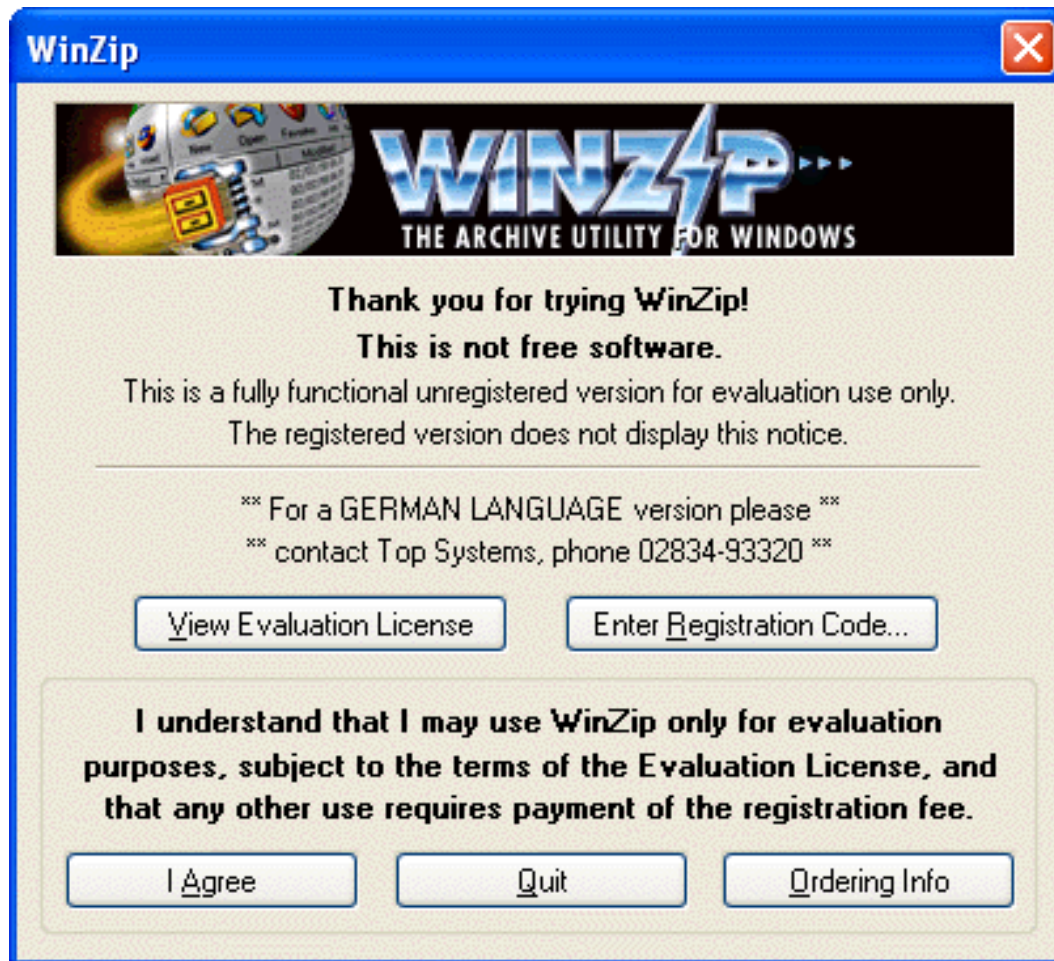 WinZip
WINZIP
THE ARCHIVE UTILITY FOR WINDOWS
Thank you for trying WinZip!
This is not free software.
This is a fully functional unregistered version for evaluation use only.
The registered version does not display this notice.
** For a GERMAN LANGUAGE version please **
** contact Top Systems, phone 02834-93320 **
View Evaluation License
Enter Registration Code...
I understand that I may use WinZip only for evaluation
purposes, subject to the terms of the Evaluation License, and
that any other use requires payment of the registration fee.
I Agree
Quit
Ordering Info